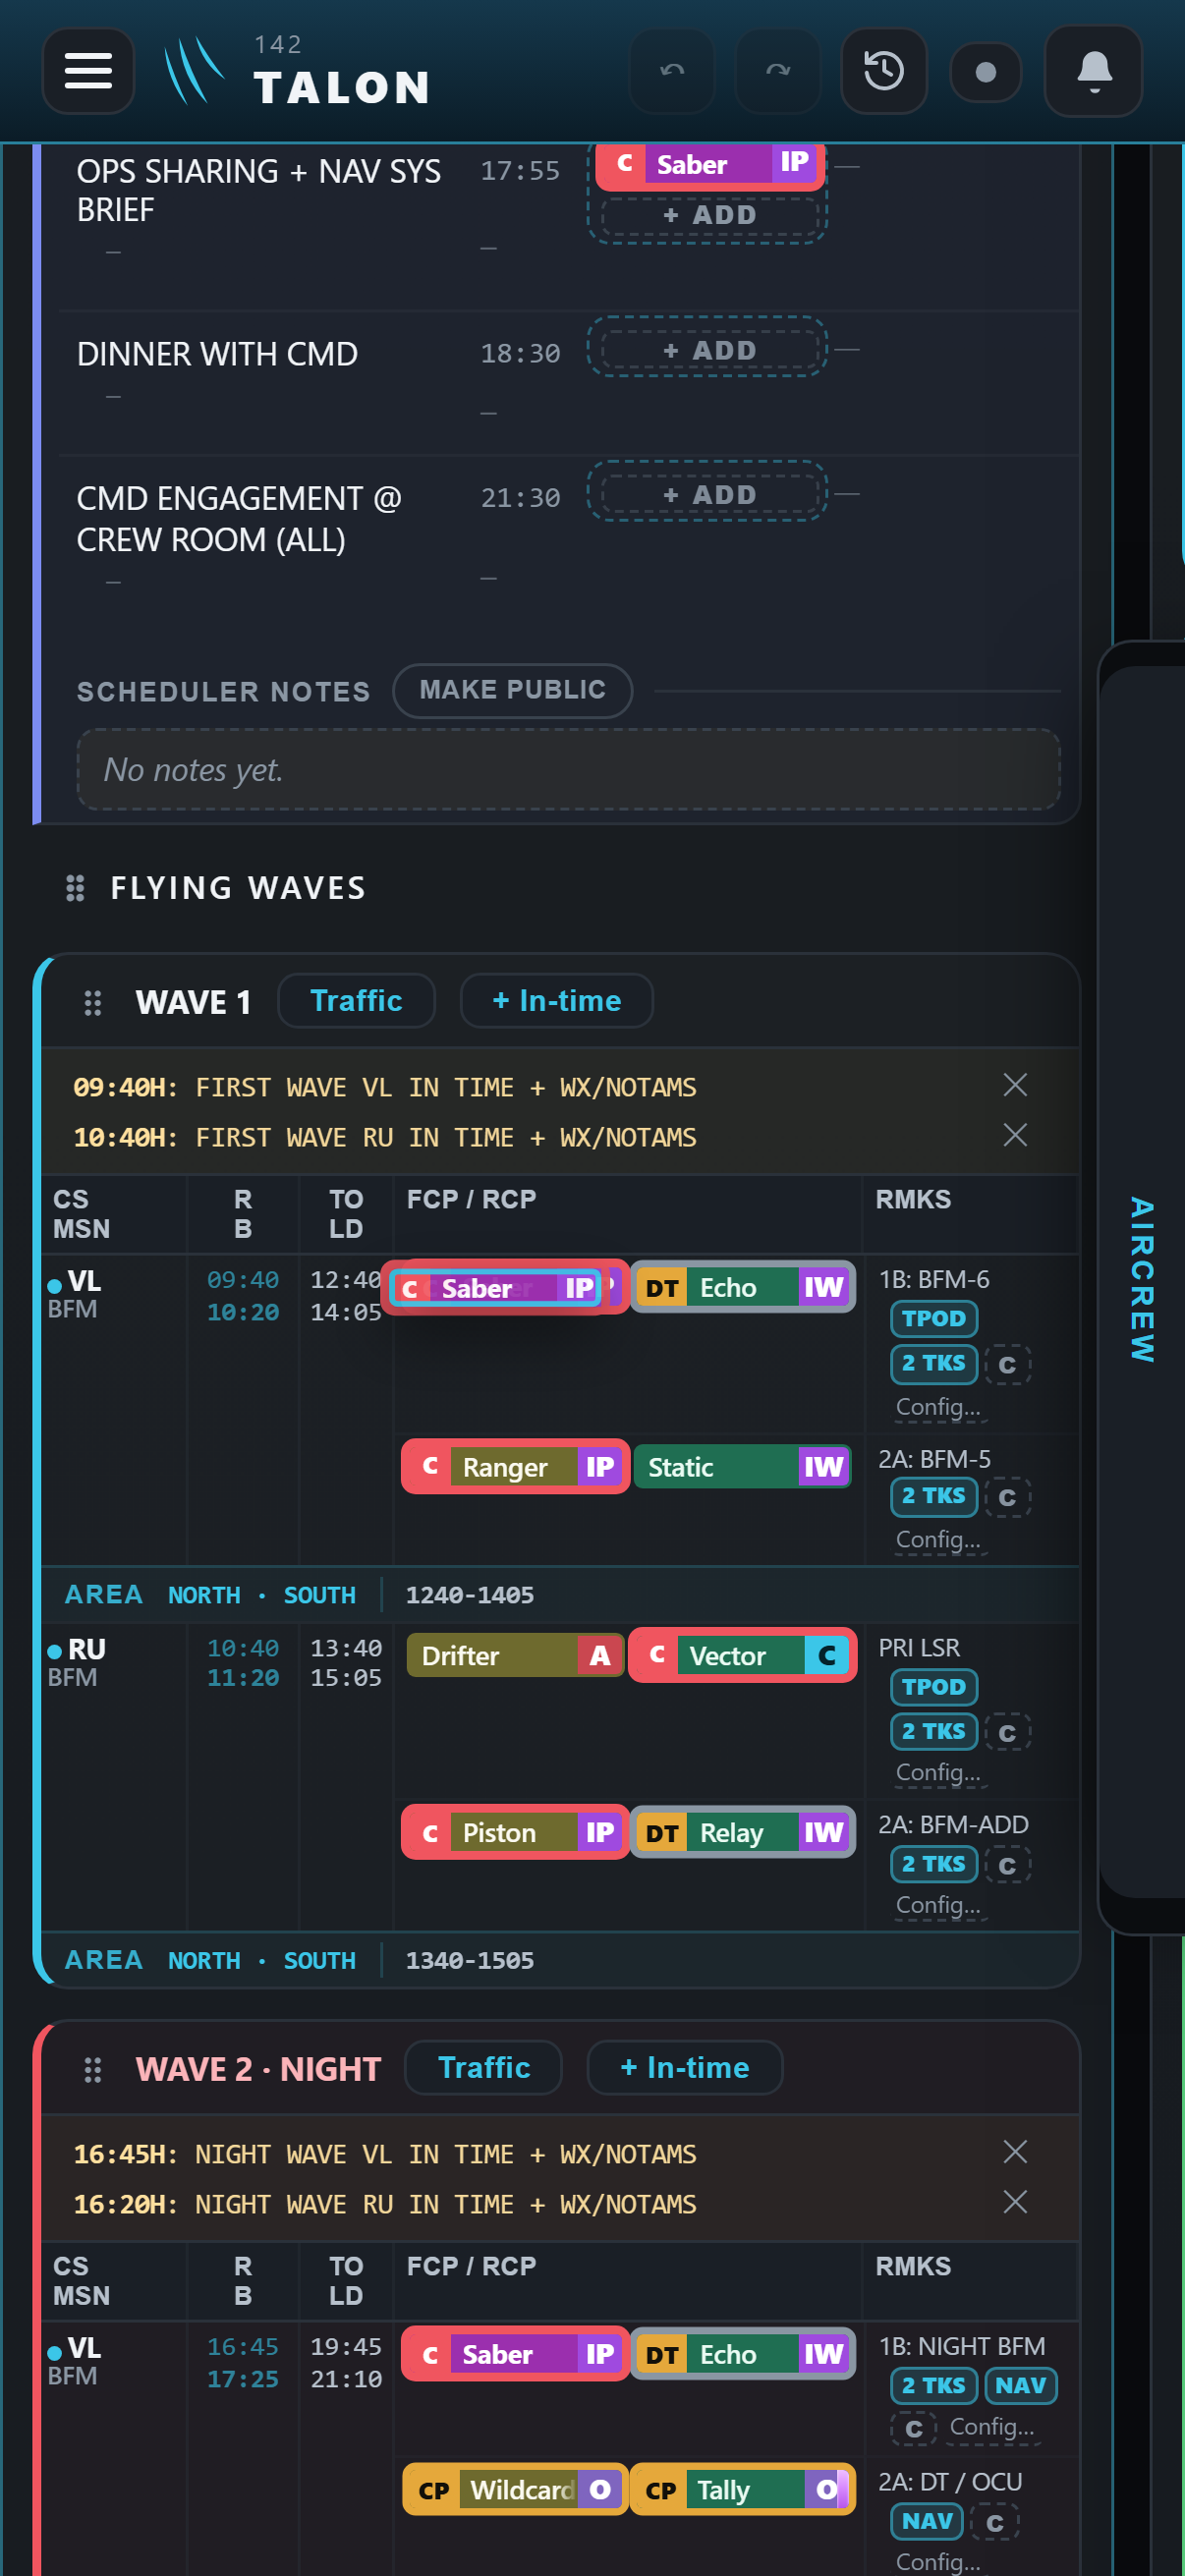 142
TALON
OPS SHARING + NAV SYS BRIEF
17:55
C Saber IP
+ ADD
—
—
—
DINNER WITH CMD
18:30
+ ADD
—
—
—
CMD ENGAGEMENT @ CREW ROOM (ALL)
21:30
+ ADD
—
—
—
SCHEDULER NOTES
MAKE PUBLIC
No notes yet.
FLYING WAVES
WAVE 1
Traffic
+ In-time
09:40H: FIRST WAVE VL IN TIME + WX/NOTAMS
10:40H: FIRST WAVE RU IN TIME + WX/NOTAMS
CS MSN
R B
TO LD
FCP / RCP
RMKS
VL BFM
09:40 10:20
12:40 14:05
C Saber IP
DT Echo IW
1B: BFM-6
TPOD
2 TKS C
Config...
C Ranger IP
Static IW
2A: BFM-5
2 TKS C
Config...
AREA NORTH · SOUTH 1240-1405
RU BFM
10:40 11:20
13:40 15:05
Drifter A
C Vector C
PRI LSR
TPOD
2 TKS C
Config...
C Piston IP
DT Relay IW
2A: BFM-ADD
2 TKS C
Config...
AREA NORTH · SOUTH 1340-1505
AIRCREW
WAVE 2 · NIGHT
Traffic
+ In-time
16:45H: NIGHT WAVE VL IN TIME + WX/NOTAMS
16:20H: NIGHT WAVE RU IN TIME + WX/NOTAMS
CS MSN
R B
TO LD
FCP / RCP
RMKS
VL BFM
16:45 17:25
19:45 21:10
C Saber IP
DT Echo IW
1B: NIGHT BFM
2 TKS NAV
C Config...
CP Wildcard O
CP Tally O
2A: DT / OCU
NAV C
Config...